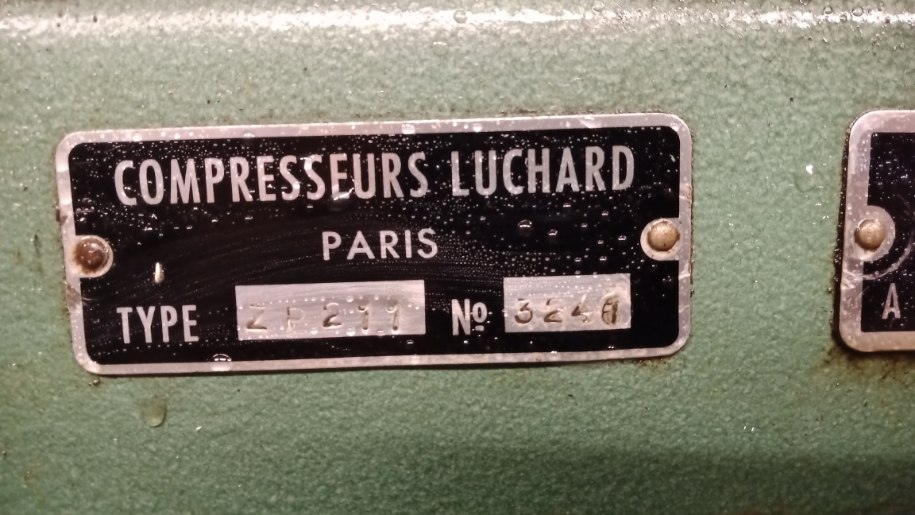 COMPRESSEURS LUCHARD
PARIS
TYPE ZP211 Nº
A